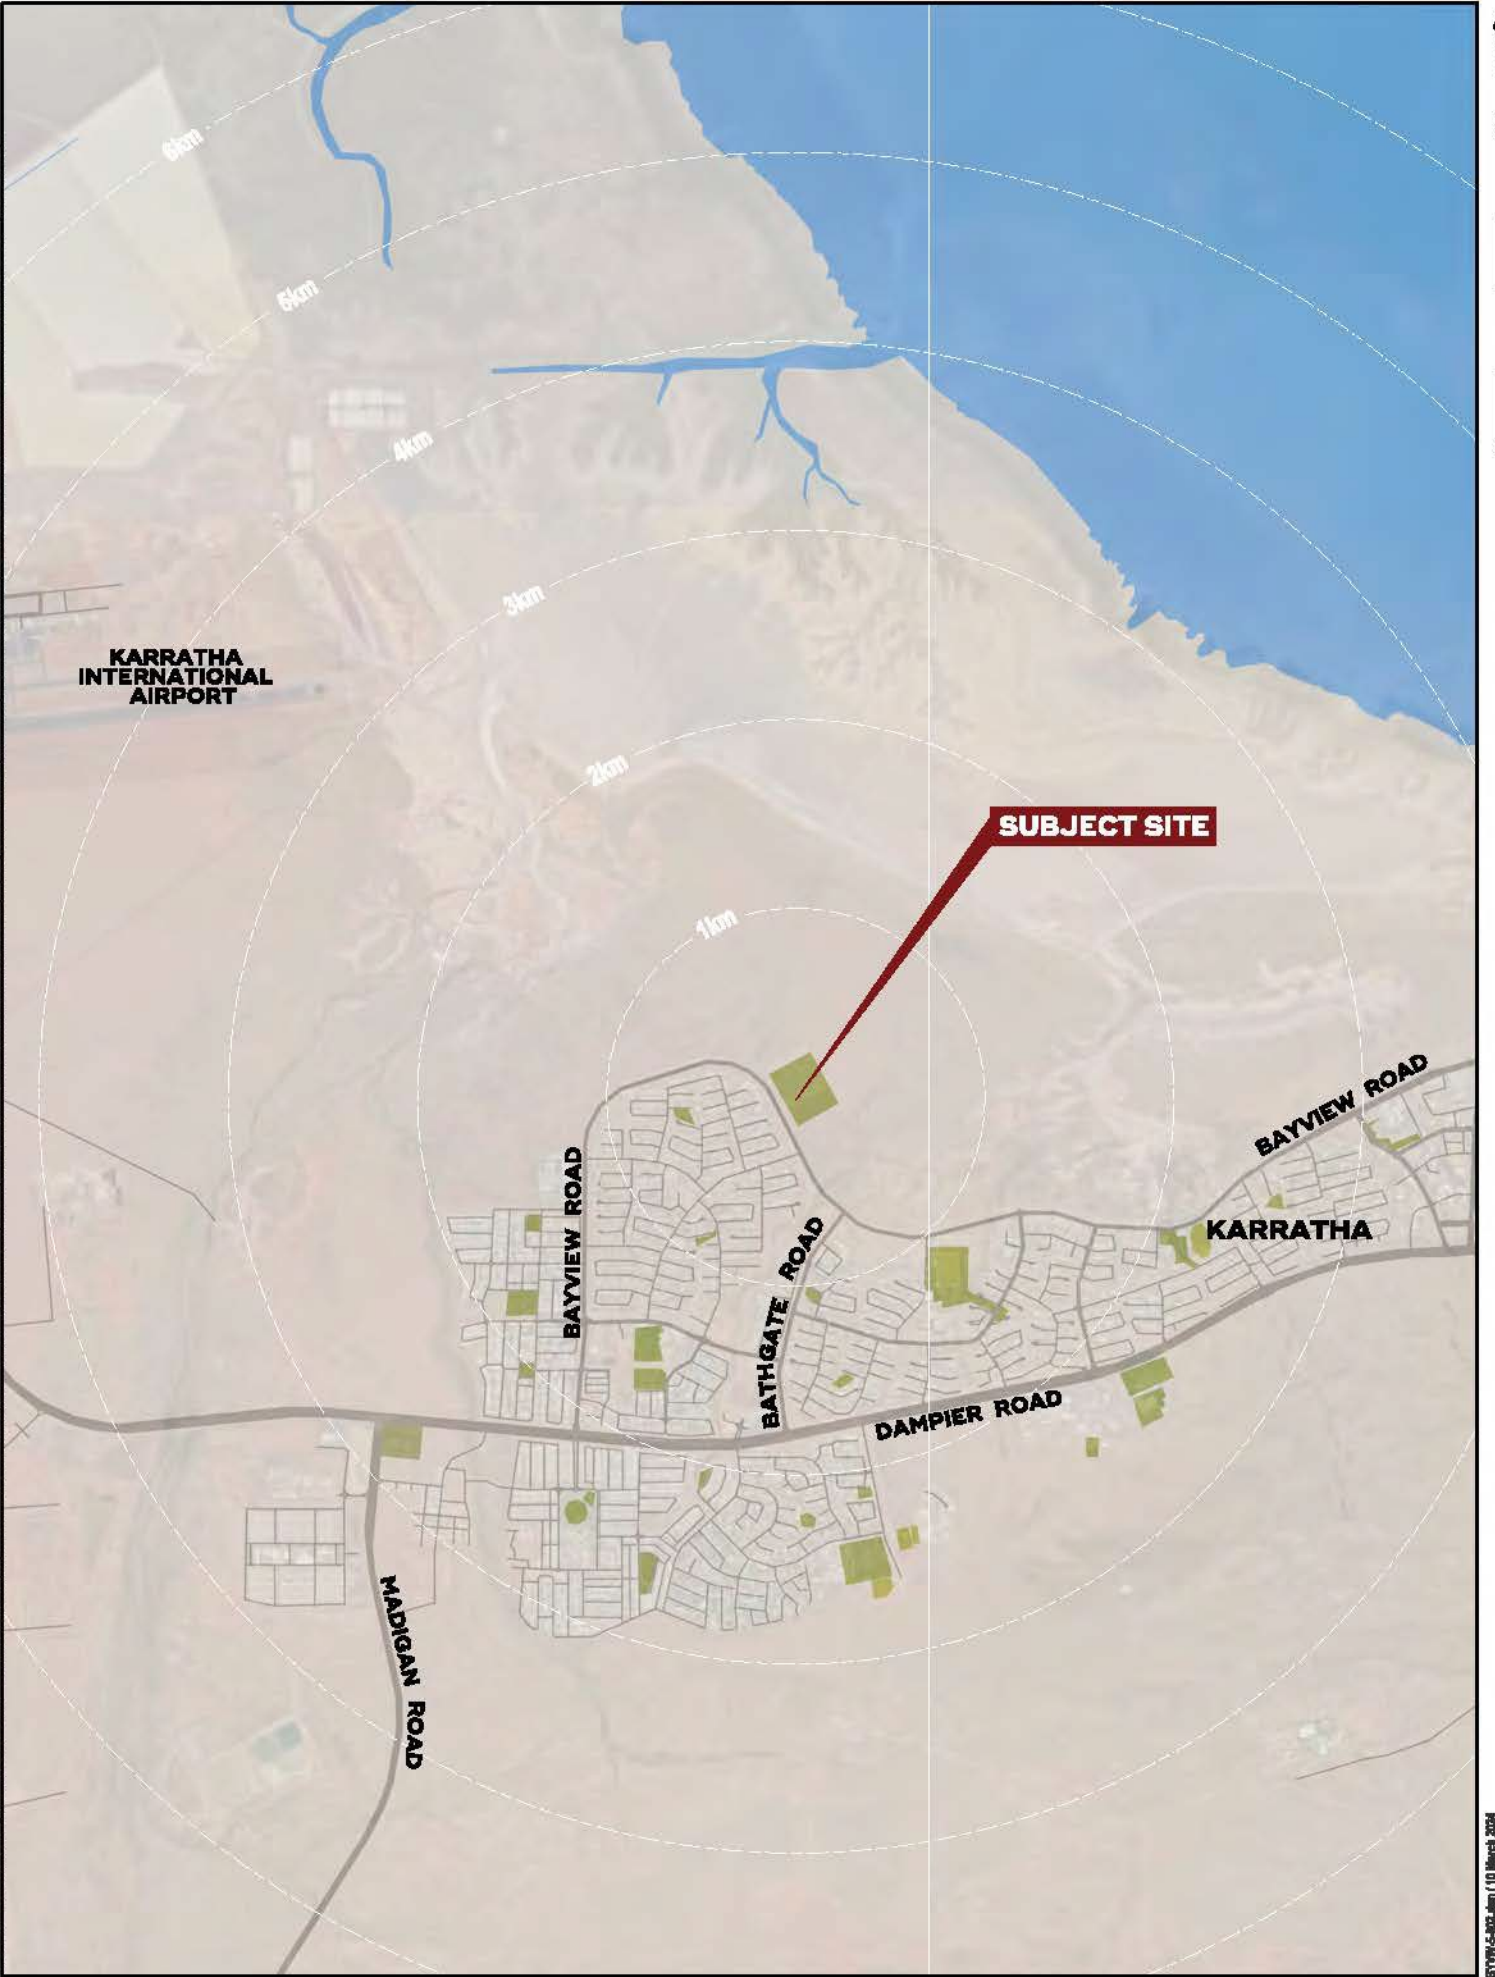 6km
5km
4km
3km
KARRATHA
INTERNATIONAL
AIRPORT
2km
SUBJECT SITE
1km
BAYVIEW ROAD
BAYVIEW ROAD
KARRATHA
BATHGATE ROAD
DAMPIER ROAD
MADIGAN ROAD